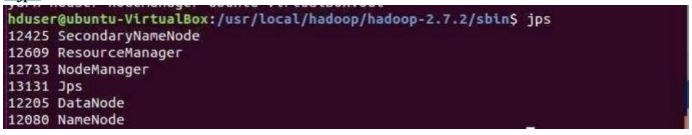 hduser@ubuntu-VirtualBox:/usr/local/hadoop/hadoop-2.7.2/sbin$ jps
12425 SecondaryNameNode
12609 ResourceManager
12733 NodeManager
13131 Jps
12205 DataNode
12080 NameNode